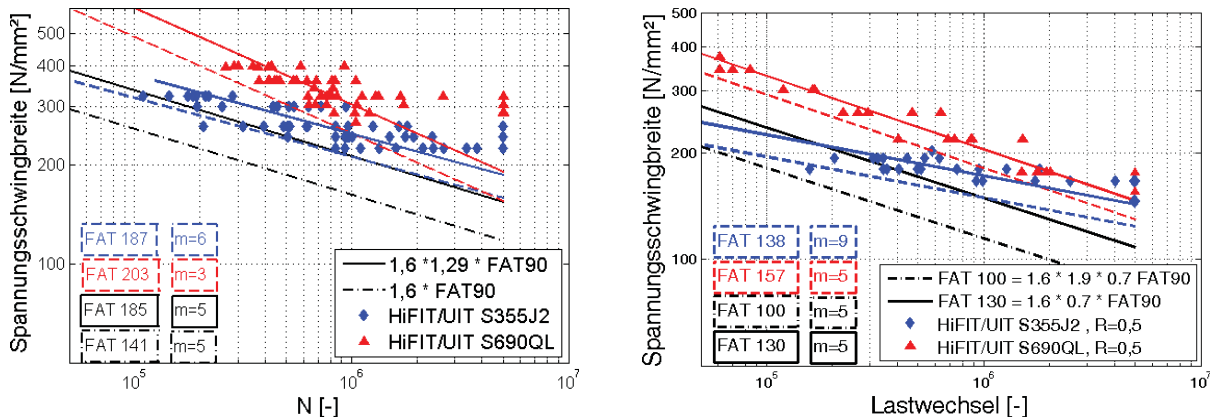 Spannungsschwingbreite [N/mm²]
500
400
300
200
100
FAT 187 m=6
FAT 203 m=3
FAT 185 m=5
FAT 141 m=5
1,6 *1,29 * FAT90
1,6 * FAT90
HiFIT/UIT S355J2
HiFIT/UIT S690QL
10⁵
10⁶
10⁷
N [-]
Spannungsschwingbreite [N/mm²]
500
400
300
200
100
FAT 138 m=9
FAT 157 m=5
FAT 100 m=5
FAT 130 m=5
FAT 100 = 1.6 * 1.9 * 0.7 FAT90
FAT 130 = 1.6 * 0.7 * FAT90
HiFIT/UIT S355J2 , R=0,5
HiFIT/UIT S690QL , R=0,5
10⁵
10⁶
10⁷
Lastwechsel [-]